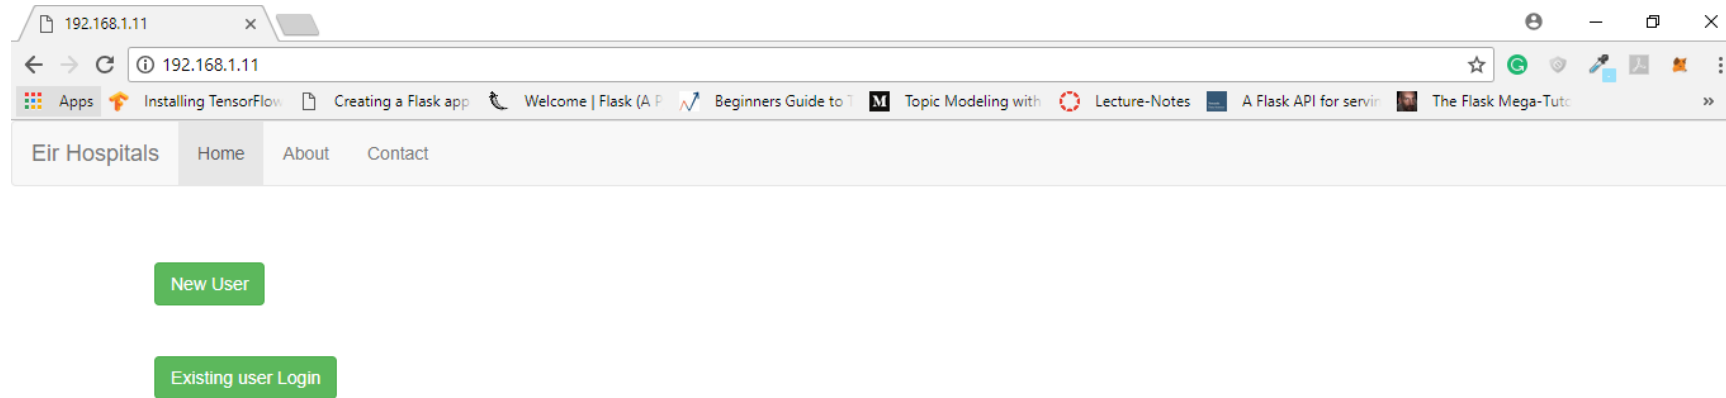 192.168.1.11
192.168.1.11
Apps Installing TensorFlow Creating a Flask app Welcome | Flask (A P Beginners Guide to Topic Modeling with Lecture-Notes A Flask API for servin The Flask Mega-Tuto
Eir Hospitals Home About Contact
New User
Existing user Login